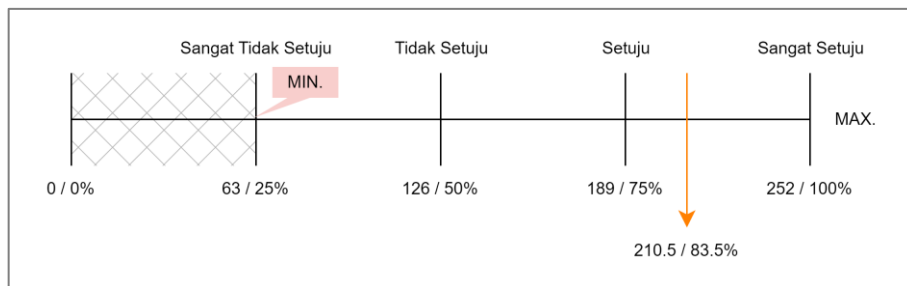 Sangat Tidak Setuju Tidak Setuju Setuju Sangat Setuju
MIN.
MAX.
0 / 0% 63 / 25% 126 / 50% 189 / 75% 252 / 100%
210.5 / 83.5%